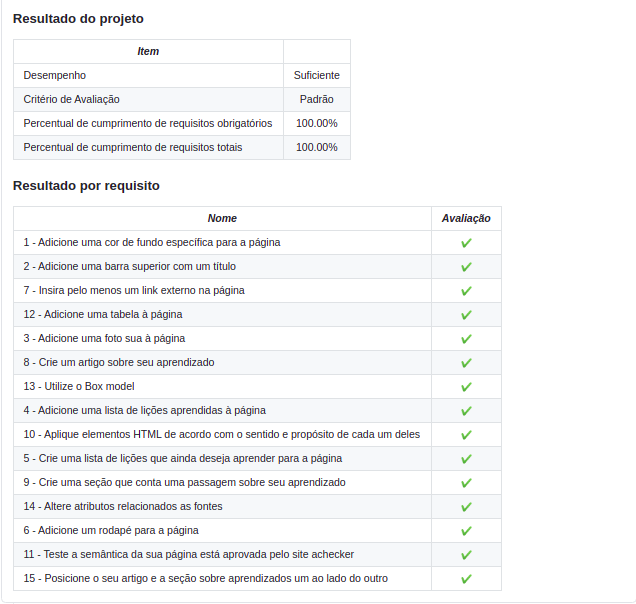 Resultado do projeto
Item
Desempenho Suficiente
Critério de Avaliação Padrão
Percentual de cumprimento de requisitos obrigatórios 100.00%
Percentual de cumprimento de requisitos totais 100.00%
Resultado por requisito
Nome Avaliação
1 - Adicione uma cor de fundo específica para a página ✔
2 - Adicione uma barra superior com um título ✔
7 - Insira pelo menos um link externo na página ✔
12 - Adicione uma tabela à página ✔
3 - Adicione uma foto sua à página ✔
8 - Crie um artigo sobre seu aprendizado ✔
13 - Utilize o Box model ✔
4 - Adicione uma lista de lições aprendidas à página ✔
10 - Aplique elementos HTML de acordo com o sentido e propósito de cada um deles ✔
5 - Crie uma lista de lições que ainda deseja aprender para a página ✔
9 - Crie uma seção que conta uma passagem sobre seu aprendizado ✔
14 - Altere atributos relacionados as fontes ✔
6 - Adicione um rodapé para a página ✔
11 - Teste a semântica da sua página está aprovada pelo site achecker ✔
15 - Posicione o seu artigo e a seção sobre aprendizados um ao lado do outro ✔